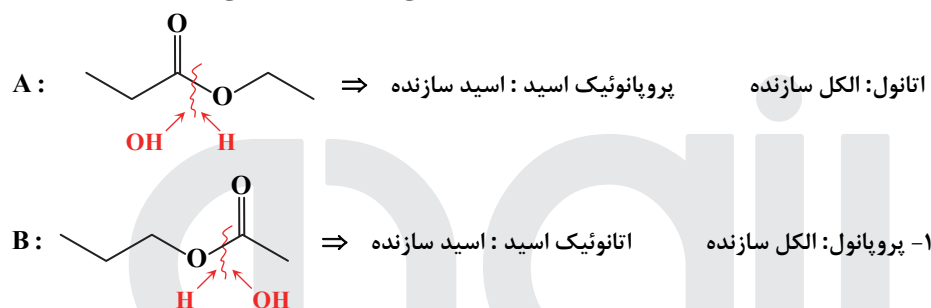 O
A : O ⇒ پروپانوئیک اسید : اسید سازنده اتانول: الکل سازنده
OH H
O
B : O ⇒ اتانوئیک اسید : اسید سازنده ۱- پروپانول: الکل سازنده
H OH